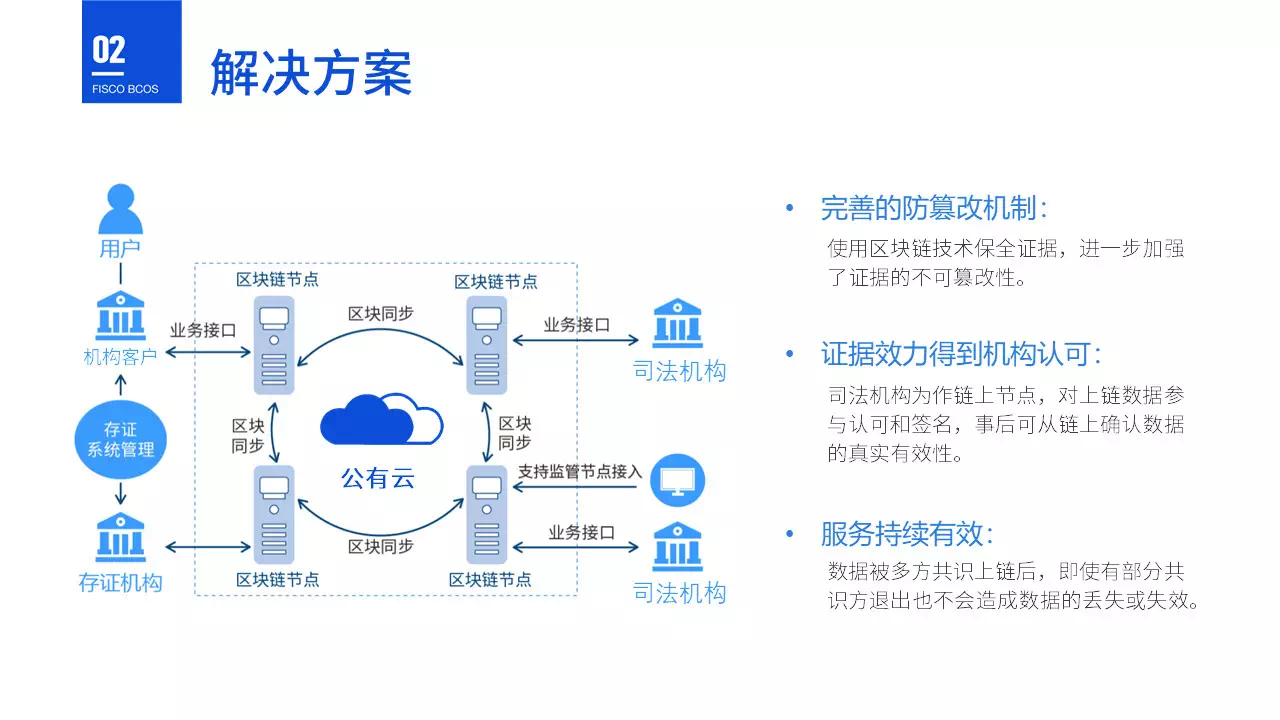 02
FISCO BCOS
解决方案
用户
机构客户
存证
系统管理
存证机构
业务接口
区块链节点
区块链节点
区块同步
区块
同步
公有云
区块
同步
区块同步
区块链节点
区块链节点
业务接口
司法机构
支持监管节点接入
业务接口
司法机构
• 完善的防篡改机制：
使用区块链技术保全证据，进一步加强
了证据的不可篡改性。
• 证据效力得到机构认可：
司法机构为作链上节点，对上链数据参
与认可和签名，事后可从链上确认数据
的真实有效性。
• 服务持续有效：
数据被多方共识上链后，即使有部分共
识方退出也不会造成数据的丢失或失效。